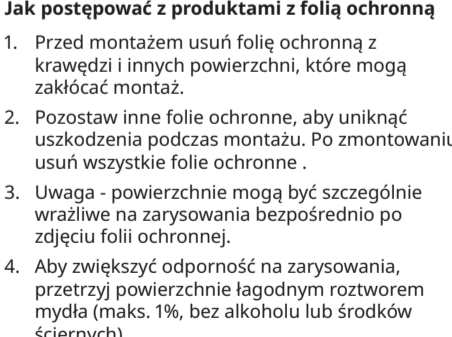 Jak postępować z produktami z folią ochronną
1. Przed montażem usuń folię ochronną z
krawędzi i innych powierzchni, które mogą
zakłócać montaż.
2. Pozostaw inne folie ochronne, aby uniknąć
uszkodzenia podczas montażu. Po zmontowaniu
usuń wszystkie folie ochronne .
3. Uwaga - powierzchnie mogą być szczególnie
wrażliwe na zarysowania bezpośrednio po
zdjęciu folii ochronnej.
4. Aby zwiększyć odporność na zarysowania,
przetrzyj powierzchnie łagodnym roztworem
mydła (maks. 1%, bez alkoholu lub środków
ściernych)